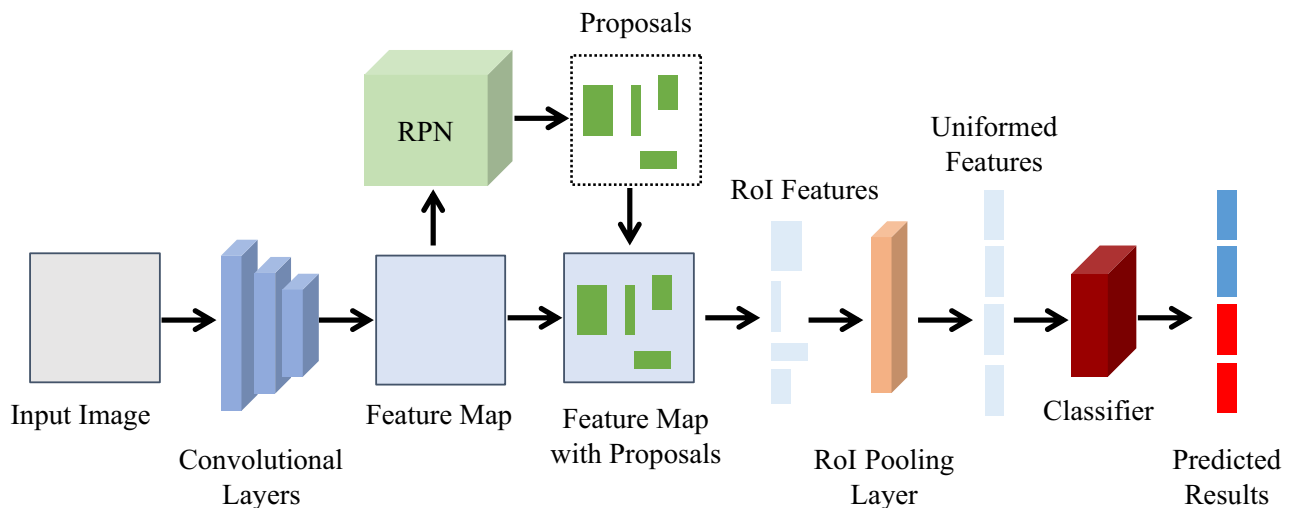 Proposals
RPN
Uniformed
Features
RoI Features
Input Image
Feature Map
Feature Map
with Proposals
Classifier
Convolutional
Layers
RoI Pooling
Layer
Predicted
Results